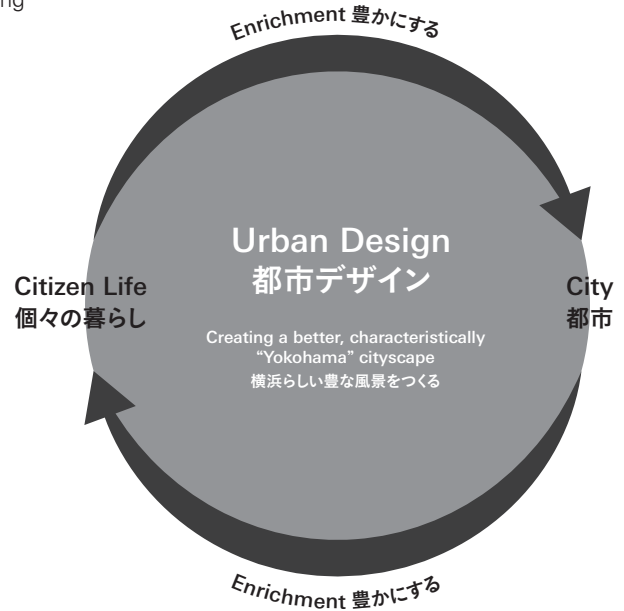 ng
Enrichment 豊かにする
Urban Design
都市デザイン
Citizen Life
個々の暮らし
City
都市
Creating a better, characteristically
“Yokohama” cityscape
横浜らしい豊な風景をつくる
Enrichment 豊かにする